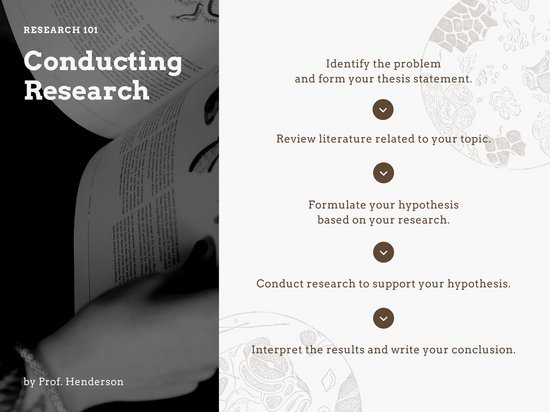 RESEARCH 101
Conducting
Research
by Prof. Henderson
Identify the problem
and form your thesis statement.
Review literature related to your topic.
Formulate your hypothesis
based on your research.
Conduct research to support your hypothesis.
Interpret the results and write your conclusion.